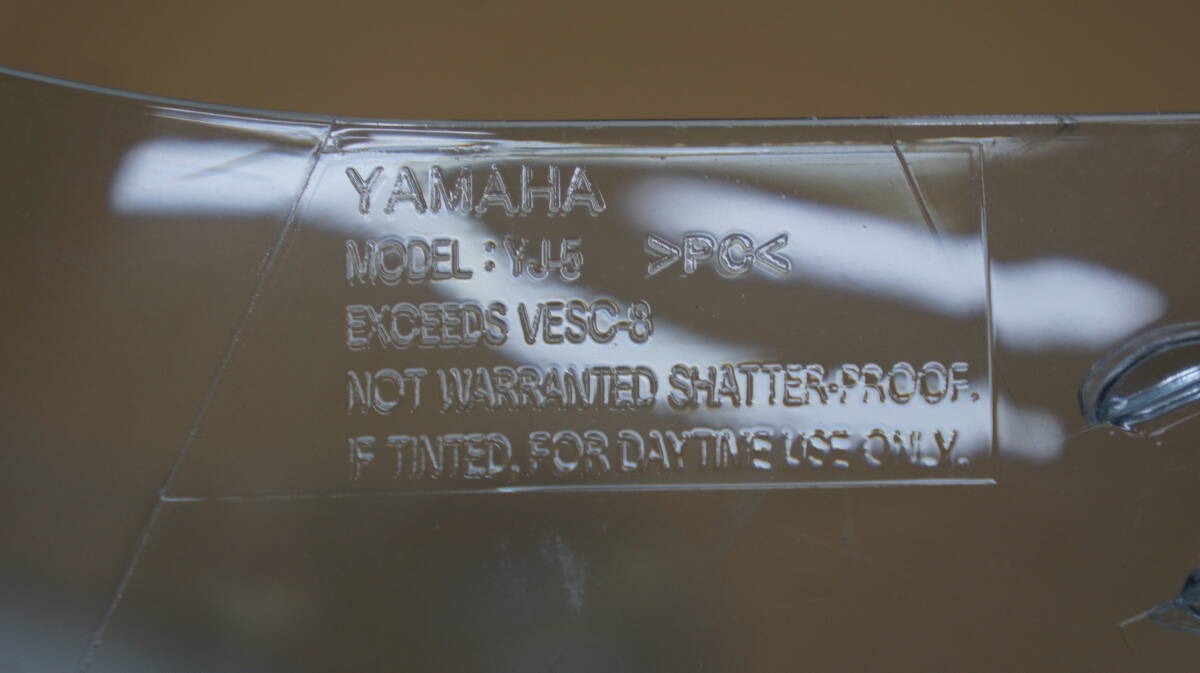 YAMAHA
MODEL : YJ-5 >PC<
EXCEEDS VESC-8
NOT WARRANTED SHATTER-PROOF.
IF TINTED, FOR DAYTIME USE ONLY.